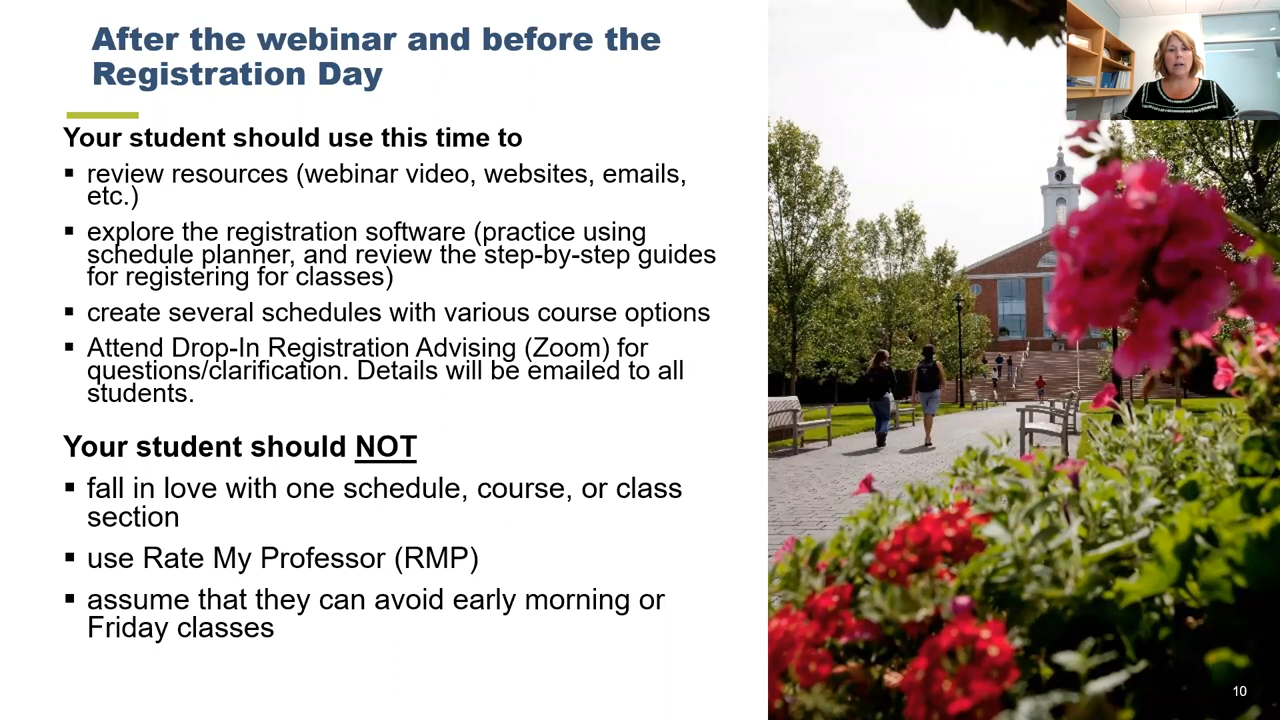 After the webinar and before the
Registration Day
Your student should use this time to
▪ review resources (webinar video, websites, emails,
etc.)
▪ explore the registration software (practice using
schedule planner, and review the step-by-step guides
for registering for classes)
▪ create several schedules with various course options
▪ Attend Drop-In Registration Advising (Zoom) for
questions/clarification. Details will be emailed to all
students.
Your student should NOT
▪ fall in love with one schedule, course, or class
section
▪ use Rate My Professor (RMP)
▪ assume that they can avoid early morning or
Friday classes
10